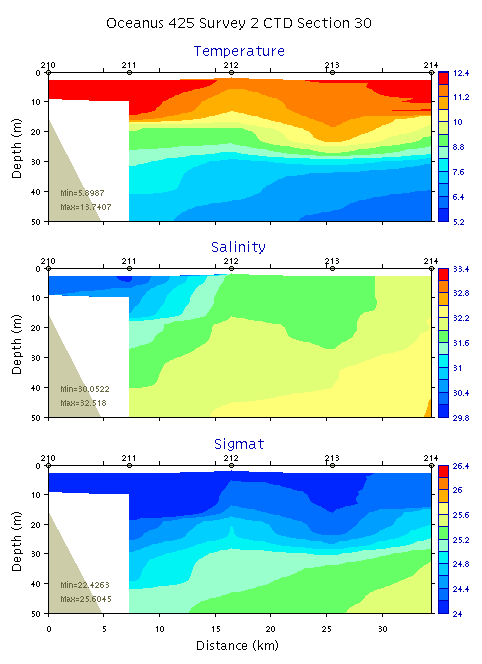 Oceanus 425 Survey 2 CTD Section 30
Temperature
210 211 212 213 214
0
10
20
30
40
50
Depth (m)
Min=5.8987
Max=13.7407
12.4
11.2
10
8.8
7.6
6.4
5.2
Salinity
210 211 212 213 214
0
10
20
30
40
50
Depth (m)
Min=30.0522
Max=32.518
33.4
32.8
32.2
31.6
31
30.4
29.8
Sigmat
210 211 212 213 214
0
10
20
30
40
50
Depth (m)
Min=22.4263
Max=25.6045
26.4
26
25.6
25.2
24.8
24.4
24
0 5 10 15 20 25 30
Distance (km)